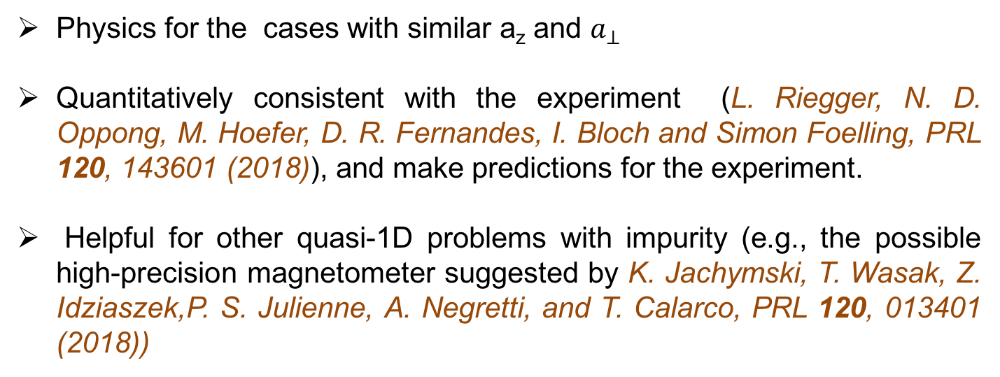 ➢ Physics for the cases with similar a_z and a_⊥
➢ Quantitatively consistent with the experiment (L. Riegger, N. D.
Oppong, M. Hoefer, D. R. Fernandes, I. Bloch and Simon Foelling, PRL
120, 143601 (2018)), and make predictions for the experiment.
➢ Helpful for other quasi-1D problems with impurity (e.g., the possible
high-precision magnetometer suggested by K. Jachymski, T. Wasak, Z.
Idziaszek,P. S. Julienne, A. Negretti, and T. Calarco, PRL 120, 013401
(2018))